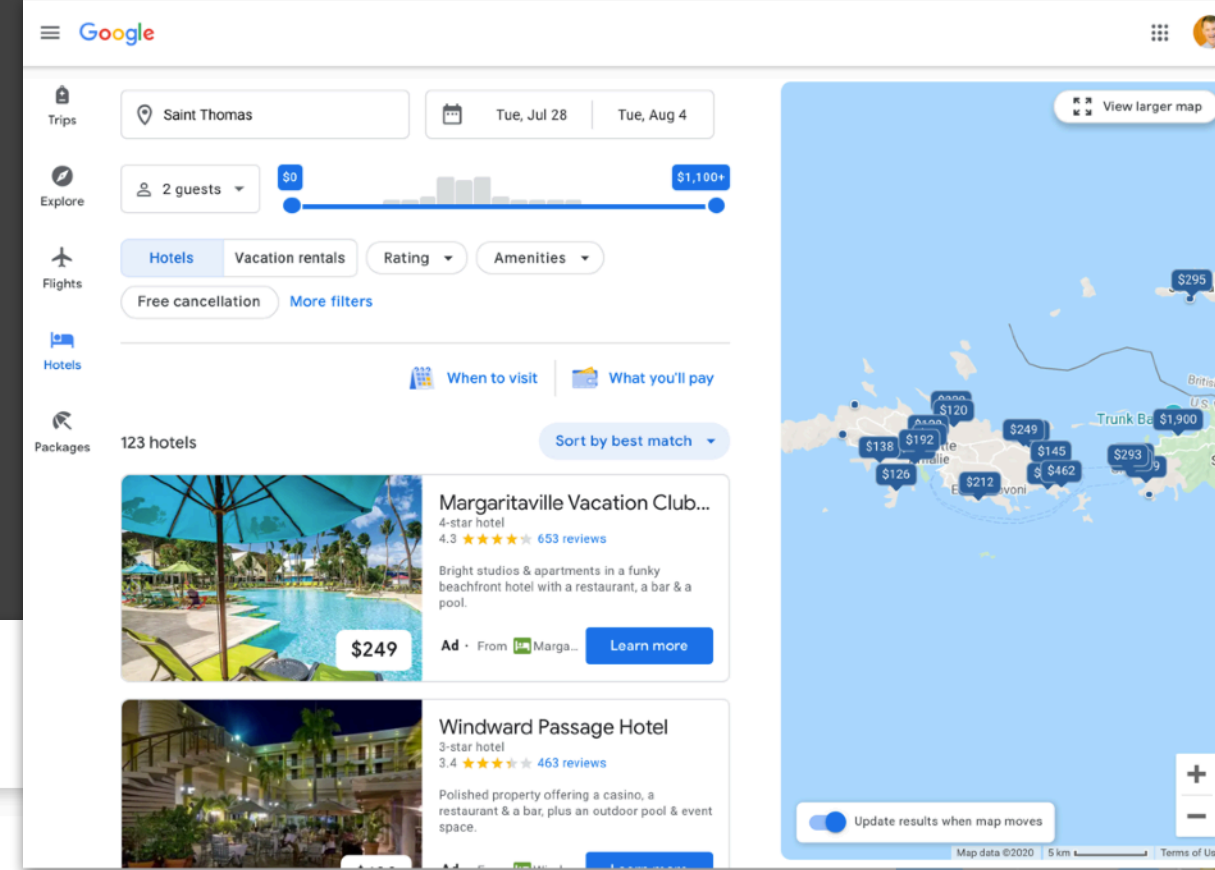 Google
Trips
Explore
Flights
Hotels
Packages
Saint Thomas
Tue, Jul 28
Tue, Aug 4
2 guests
$0
$1,100+
Hotels
Vacation rentals
Rating
Amenities
Free cancellation
More filters
When to visit
What you'll pay
123 hotels
Sort by best match
Margaritaville Vacation Club...
4-star hotel
4.3 653 reviews
Bright studios & apartments in a funky
beachfront hotel with a restaurant, a bar & a
pool.
$249
Ad · From Marga...
Learn more
Windward Passage Hotel
3-star hotel
3.4 463 reviews
Polished property offering a casino, a
restaurant & a bar, plus an outdoor pool & event
space.
View larger map
$295
$120
$192
$138
$126
$212
$249
$145
$462
$293
$1,900
Trunk Ba
U.S.
Update results when map moves
Map data ©2020
5 km
Terms of Us